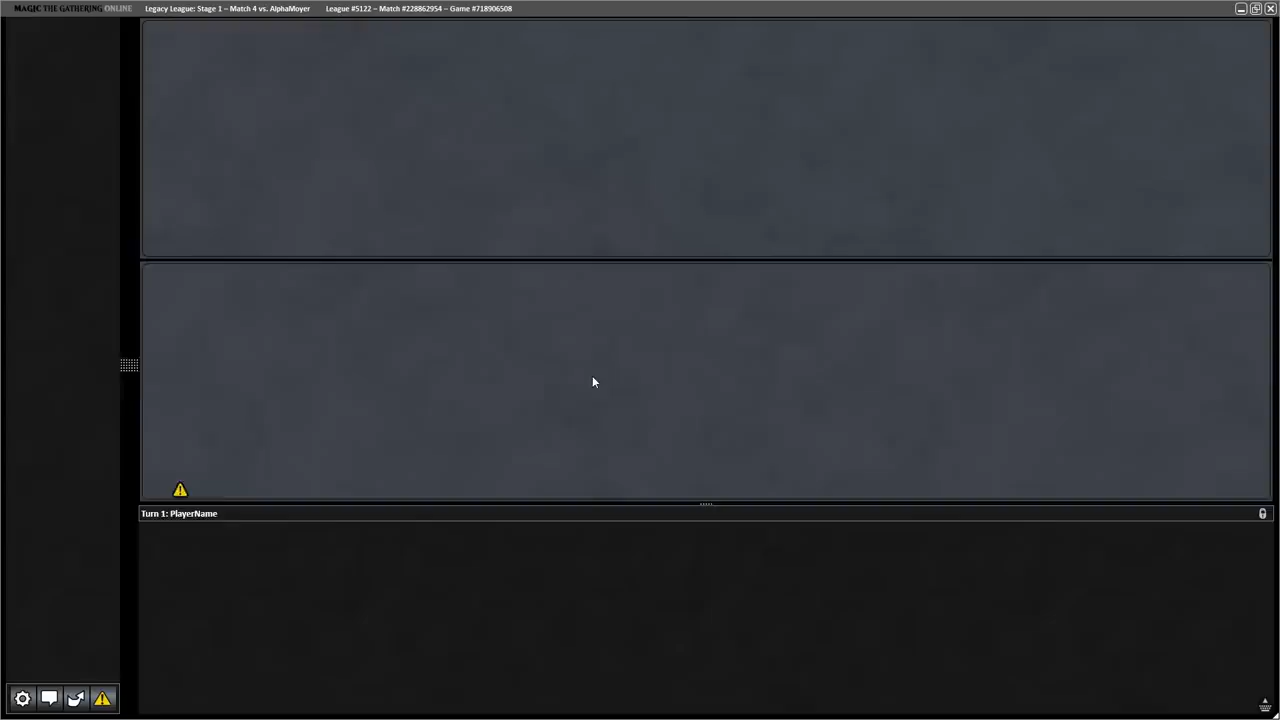 MAGIC THE GATHERING ONLINE Legacy League: Stage 1 – Match 4 vs. AlphaMoyer League #5122 – Match #228862954 – Game #718906508
Turn 1: PlayerName